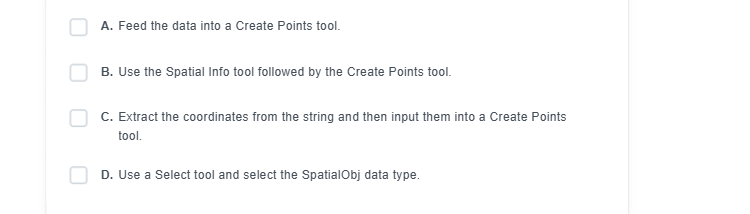 A. Feed the data into a Create Points tool.
B. Use the Spatial Info tool followed by the Create Points tool.
C. Extract the coordinates from the string and then input them into a Create Points
tool.
D. Use a Select tool and select the SpatialObj data type.